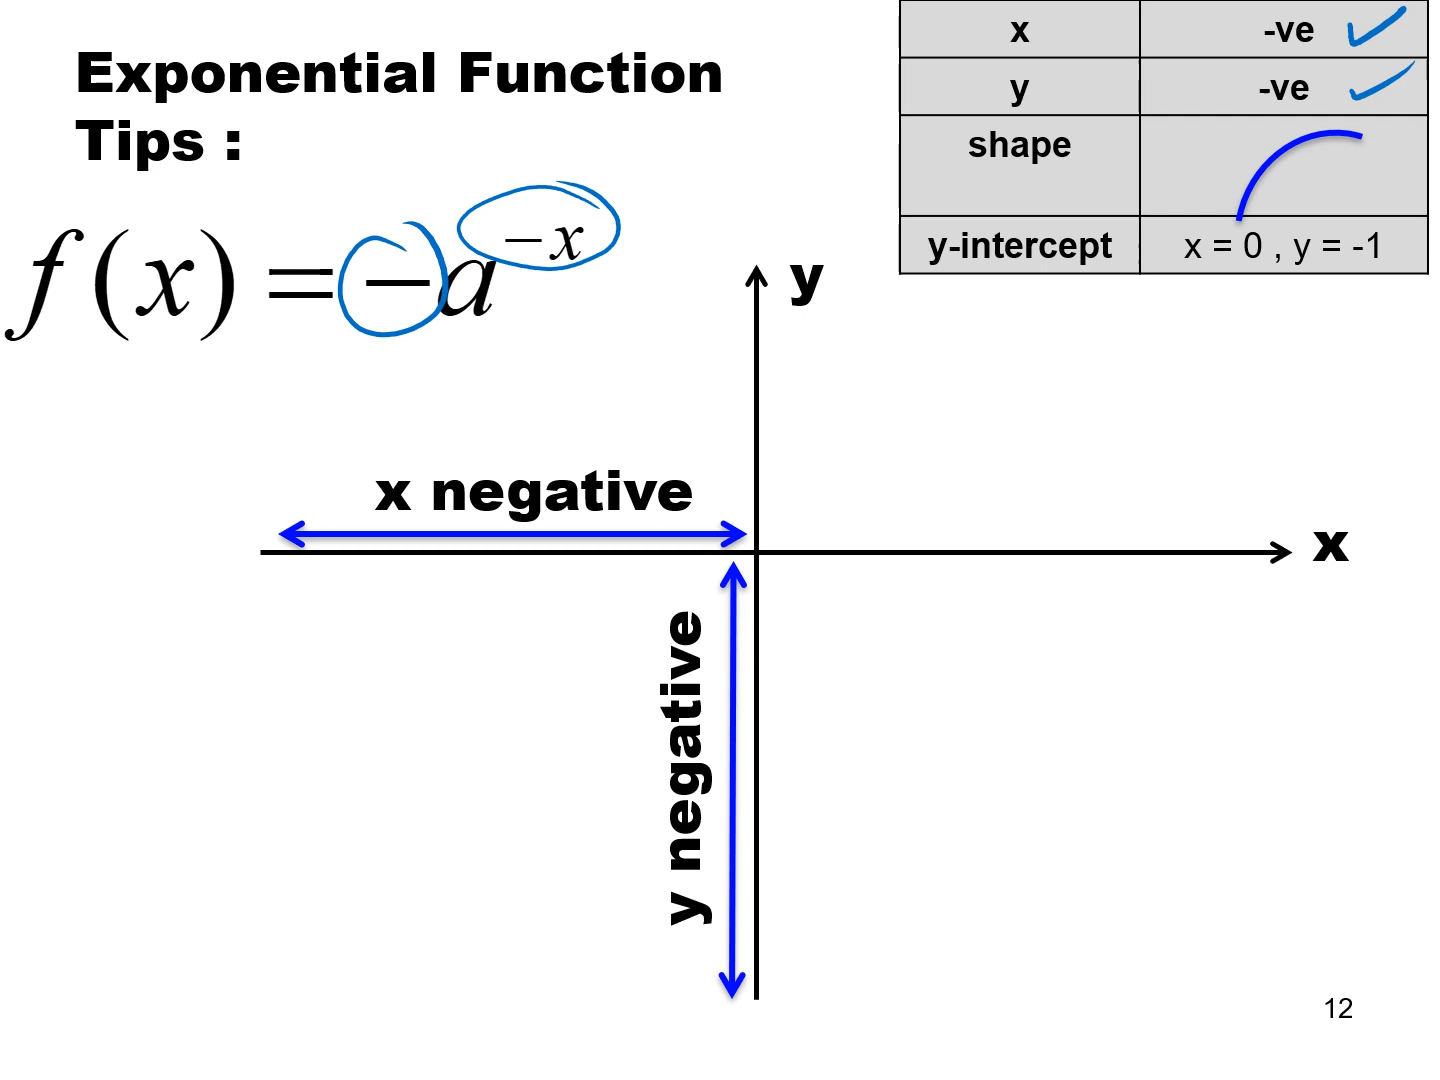 Exponential Function
Tips :
f(x) = −a^{−x}
x -ve
y -ve
shape
y-intercept x = 0 , y = -1
y
x negative
x
y negative
12